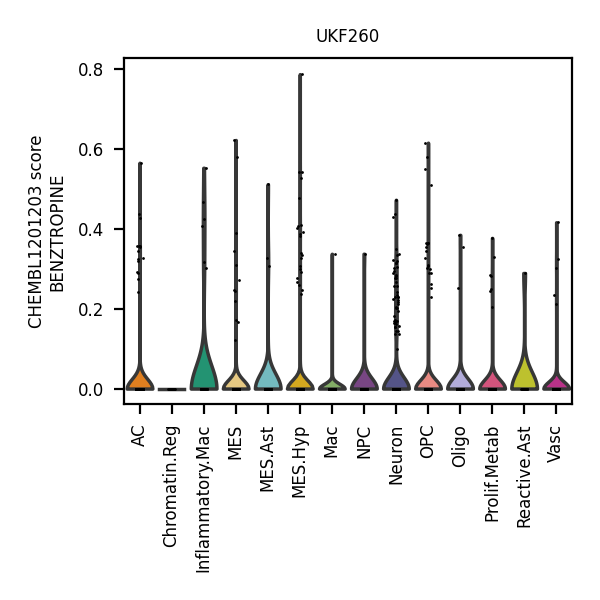 UKF260
CHEMBL1201203 score
BENZTROPINE
0.8
0.6
0.4
0.2
0.0
AC
Chromatin.Reg
Inflammatory.Mac
MES
MES.Ast
MES.Hyp
Mac
NPC
Neuron
OPC
Oligo
Prolif.Metab
Reactive.Ast
Vasc